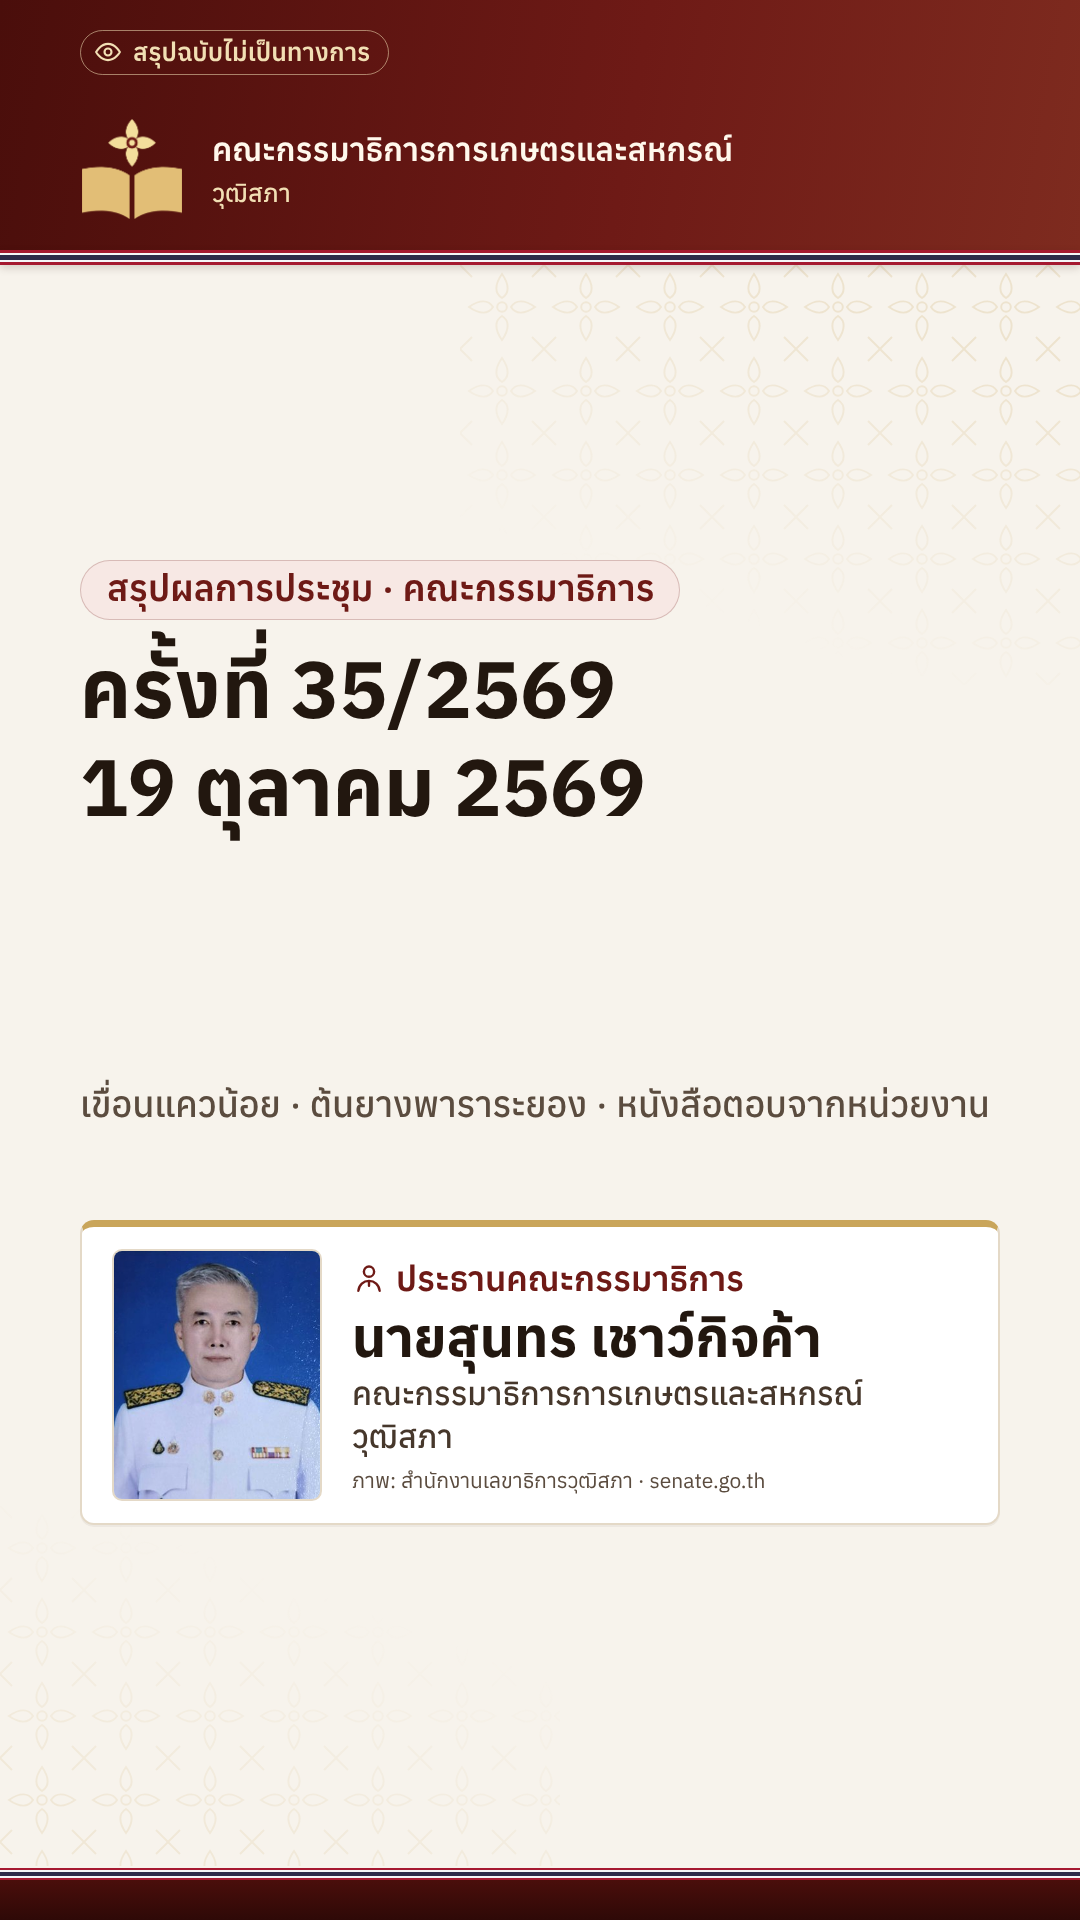 สรุปฉบับไม่เป็นทางการ
คณะกรรมาธิการการเกษตรและสหกรณ์
วุฒิสภา
สรุปผลการประชุม · คณะกรรมาธิการ
ครั้งที่ 35/2569
19 ตุลาคม 2569
เขื่อนแควน้อย · ต้นยางพาราระยอง · หนังสือตอบจากหน่วยงาน
ประธานคณะกรรมาธิการ
นายสุนทร เชาว์กิจค้า
คณะกรรมาธิการการเกษตรและสหกรณ์
วุฒิสภา
ภาพ: สำนักงานเลขาธิการวุฒิสภา · senate.go.th